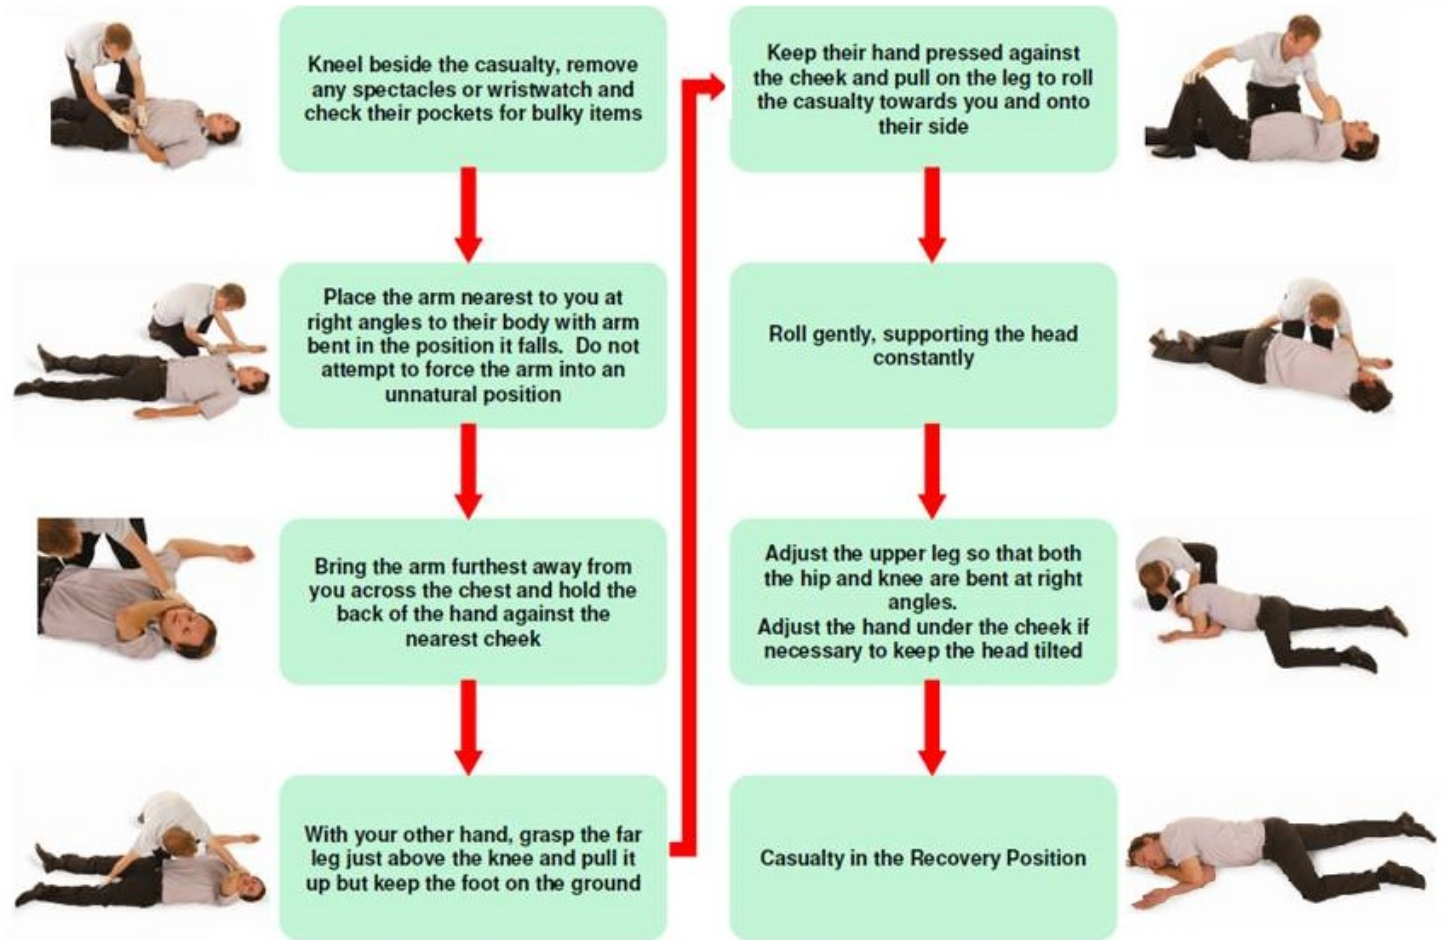 Kneel beside the casualty, remove
any spectacles or wristwatch and
check their pockets for bulky items
Place the arm nearest to you at
right angles to their body with arm
bent in the position it falls.  Do not
attempt to force the arm into an
unnatural position
Bring the arm furthest away from
you across the chest and hold the
back of the hand against the
nearest cheek
With your other hand, grasp the far
leg just above the knee and pull it
up but keep the foot on the ground
Keep their hand pressed against
the cheek and pull on the leg to roll
the casualty towards you and onto
their side
Roll gently, supporting the head
constantly
Adjust the upper leg so that both
the hip and knee are bent at right
angles.
Adjust the hand under the cheek if
necessary to keep the head tilted
Casualty in the Recovery Position